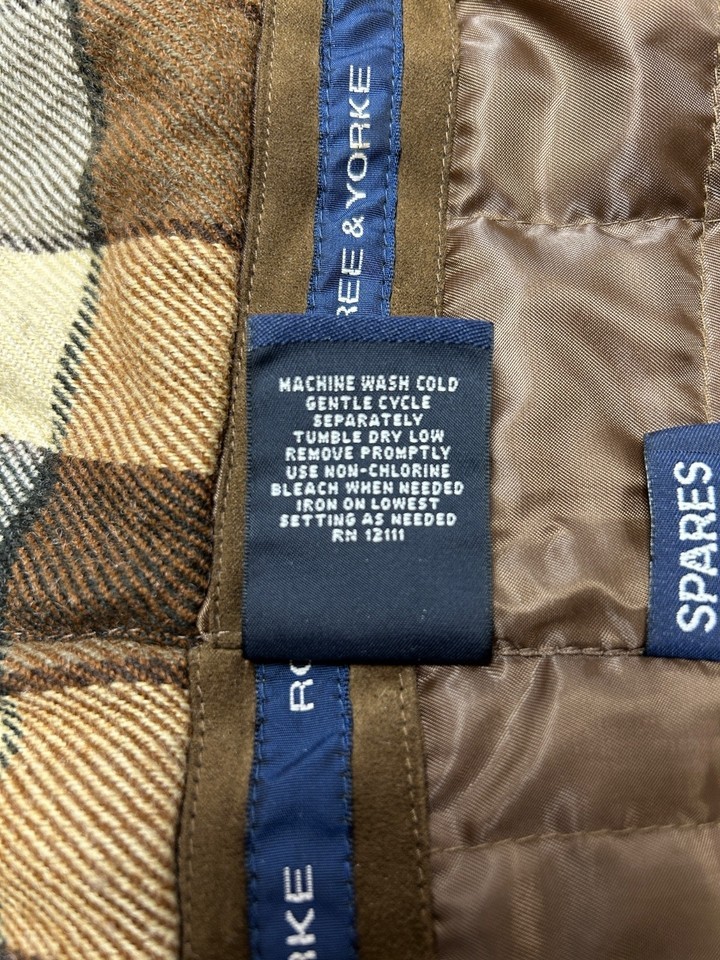 REE & YORKE
MACHINE WASH COLD
GENTLE CYCLE
SEPARATELY
TUMBLE DRY LOW
REMOVE PROMPTLY
USE NON-CHLORINE
BLEACH WHEN NEEDED
IRON ON LOWEST
SETTING AS NEEDED
RN 12111
SPARES
RO
RKE